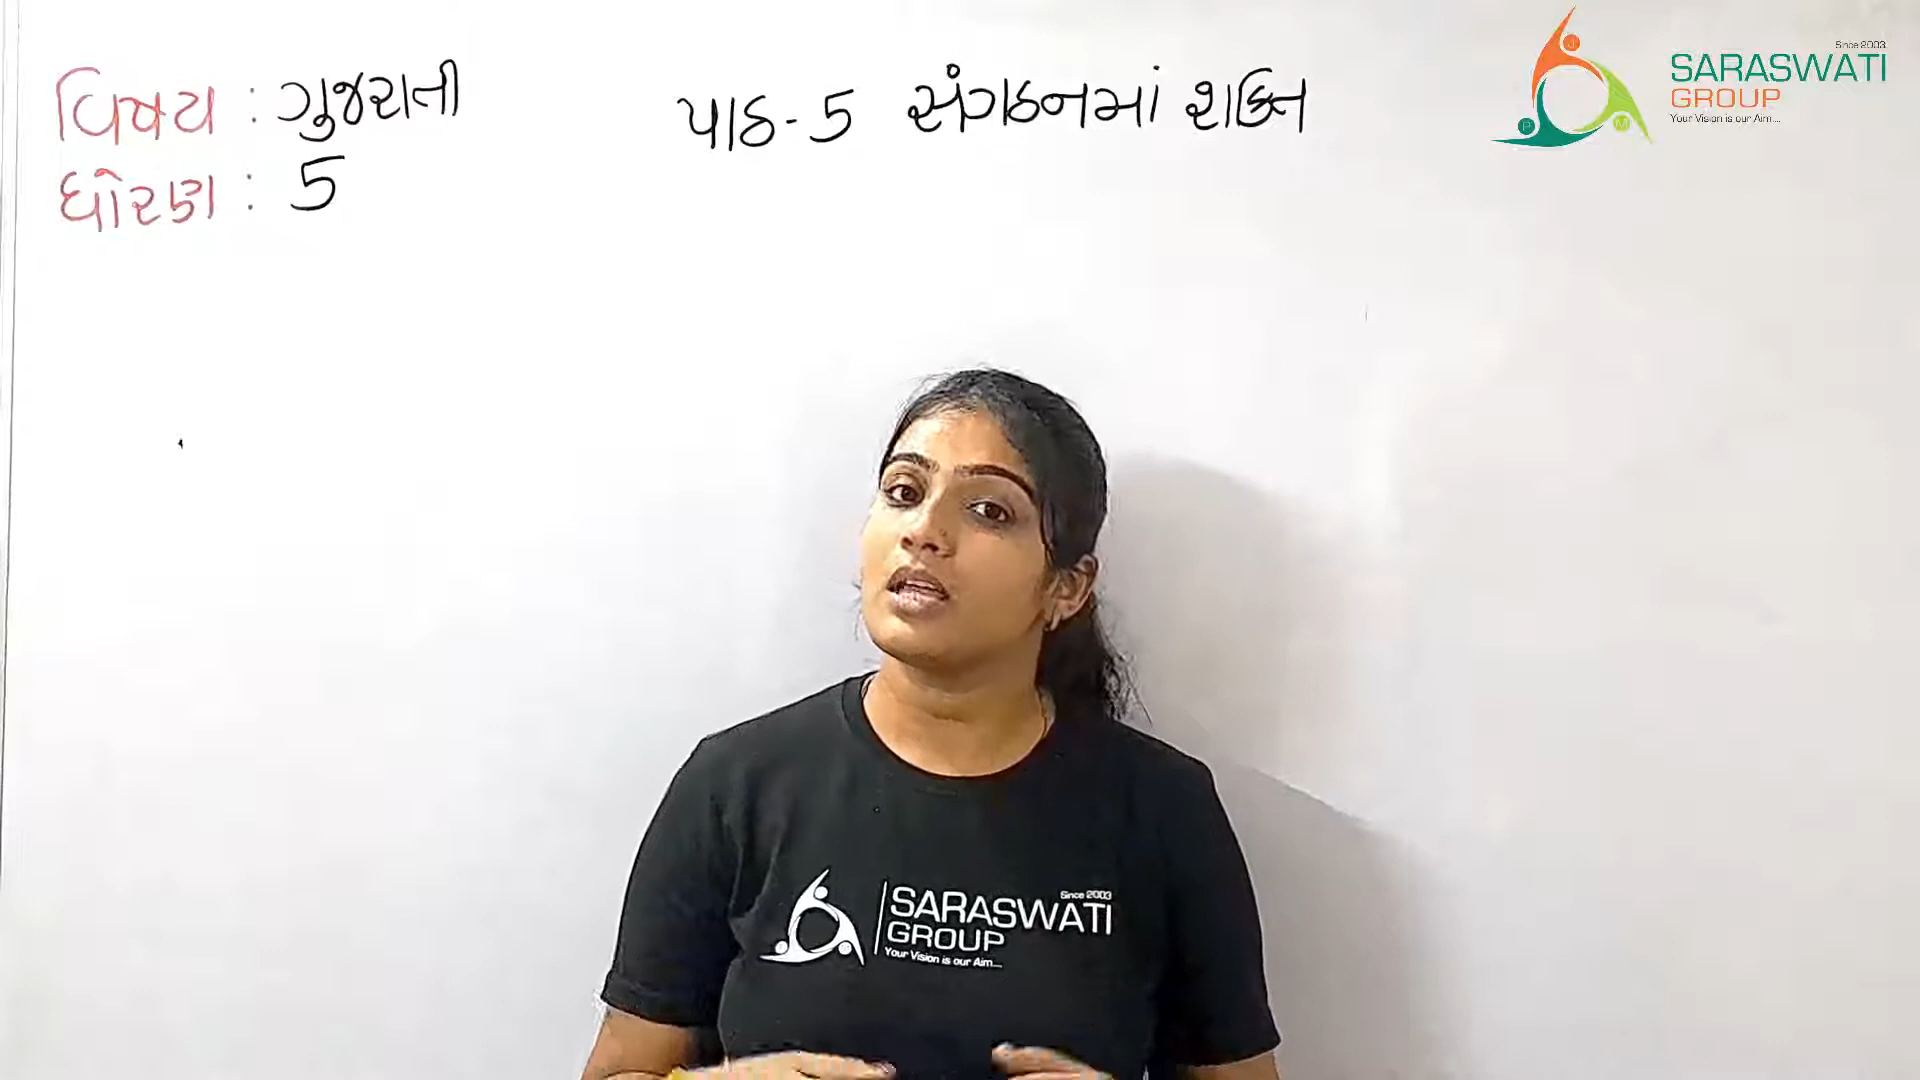 વિષય : ગુજરાતી
ધોરણ : 5
પાઠ - 5 સંગઠનમાં શક્તિ
Since 2003
SARASWATI
GROUP
Your Vision is our Aim....
J
P
M
Since 2003
SARASWATI
GROUP
Your Vision is our Aim....